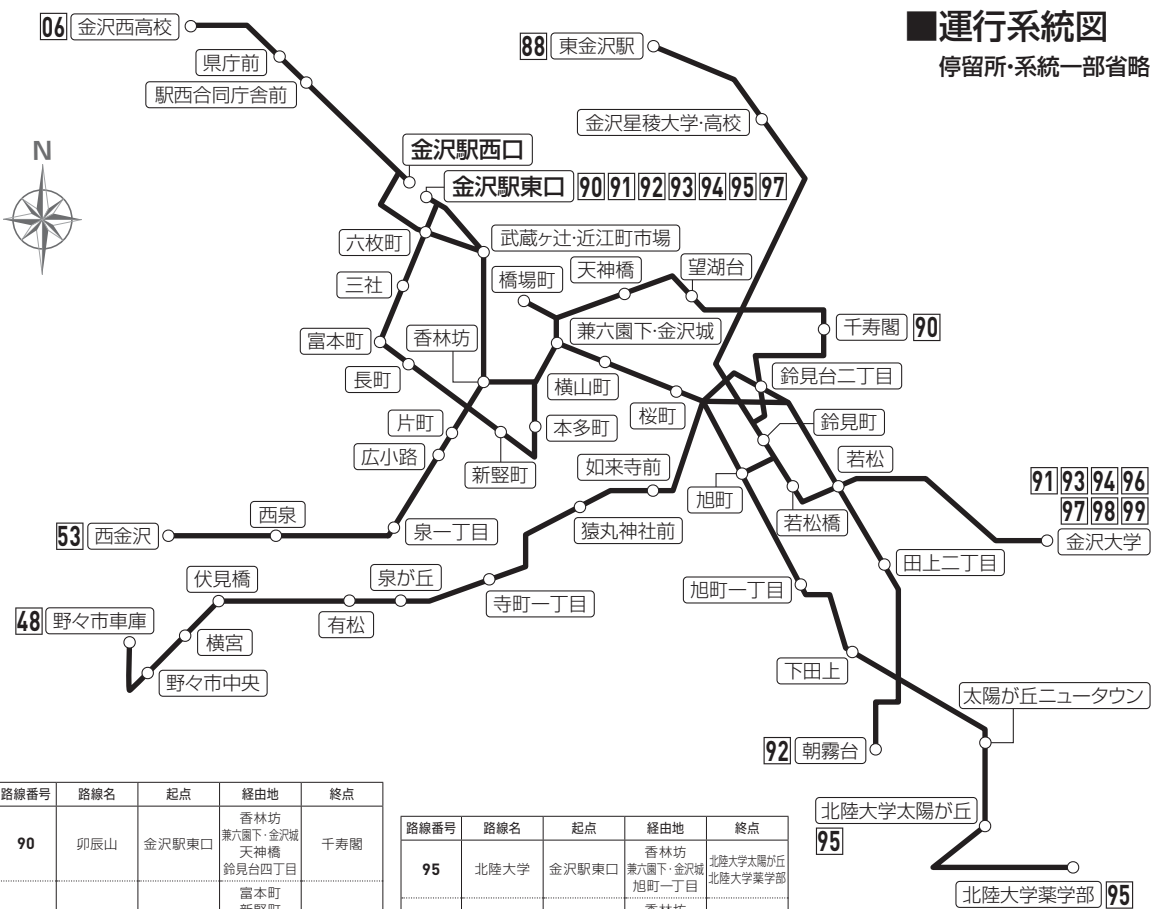 ■運行系統図
停留所・系統一部省略
06 金沢西高校
県庁前
駅西合同庁舎前
88 東金沢駅
金沢星稜大学・高校
N
金沢駅西口
金沢駅東口 90 91 92 93 94 95 97
六枚町
武蔵ヶ辻・近江町市場
三社
橋場町
天神橋
望湖台
富本町
香林坊
兼六園下・金沢城
千寿閣 90
長町
横山町
鈴見台二丁目
片町
本多町
桜町
鈴見町
広小路
新竪町
如来寺前
旭町
若松
91 93 94 96
97 98 99
金沢大学
53 西金沢
西泉
泉一丁目
猿丸神社前
若松橋
田上二丁目
伏見橋
泉が丘
寺町一丁目
旭町一丁目
48 野々市車庫
横宮
有松
野々市中央
下田上
太陽が丘ニュータウン
92 朝霧台
北陸大学太陽が丘
95
北陸大学薬学部 95
路線番号 路線名 起点 経由地 終点
90 卯辰山 金沢駅東口 香林坊 千寿閣
兼六園下・金沢城
天神橋
鈴見台四丁目
富本町
新竪町
路線番号 路線名 起点 経由地 終点
95 北陸大学 金沢駅東口 香林坊 北陸大学太陽が丘
兼六園下・金沢城 北陸大学薬学部
旭町一丁目
香林坊